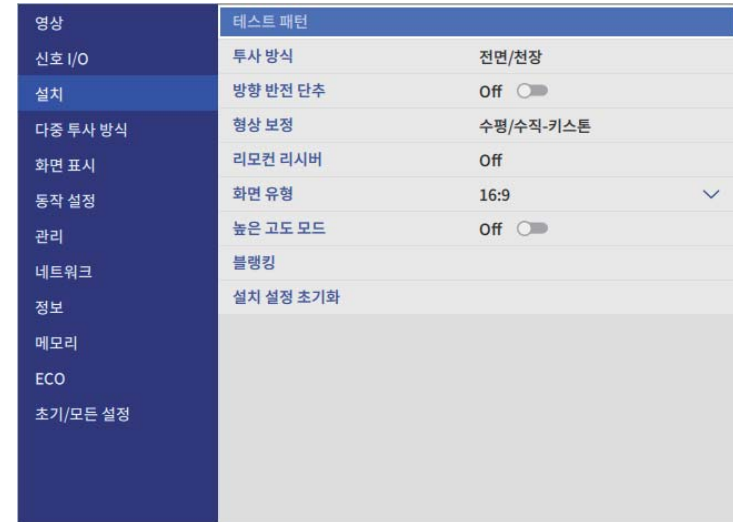 영상
신호 I/O
설치
다중 투사 방식
화면 표시
동작 설정
관리
네트워크
정보
메모리
ECO
초기/모든 설정
테스트 패턴
투사 방식 전면/천장
방향 반전 단추 Off
형상 보정 수평/수직-키스톤
리모컨 리시버 Off
화면 유형 16:9
높은 고도 모드 Off
블랭킹
설치 설정 초기화